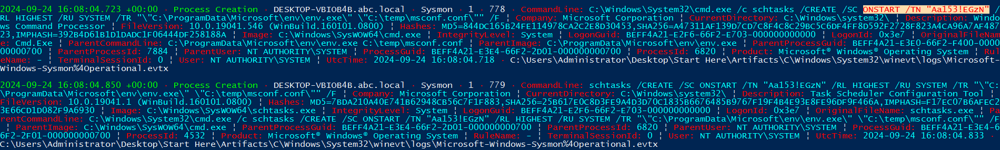 2024-09-24 16:08:04.723 +00:00 · Process Creation · DESKTOP-VBIOB4B.abc.local · Sysmon · 1 · 778 · CommandLine: C:\Windows\System32\cmd.exe /c schtasks /CREATE /SC ONSTART /TN "Aa153!EGzN" /
RL HIGHEST /RU SYSTEM /TR "\"C:\ProgramData\Microsoft\env\env.exe\" \"C:\temp\msconf.conf\"" /F ¦ Company: Microsoft Corporation ¦ CurrentDirectory: C:\Windows\system32\ ¦ Description: Windo
ws Command Processor ¦ FileVersion: 10.0.19041.546 (WinBuild.160101.0800) ¦ Hashes: MD5=844DC165B24FE114978CA2C2E8D30453,SHA256=A47311AF139D7CD7C8F4C8C29BC5C6DF4FF8D592F2728F823A4CA96A7AF487
23,IMPHASH=392B4D61B1D1DADC1F06444DF258188A ¦ Image: C:\Windows\SysWOW64\cmd.exe ¦ IntegrityLevel: System ¦ LogonGuid: BEFF4A21-E2F6-66F2-E703-000000000000 ¦ LogonId: 0x3e7 ¦ OriginalFileNam
e: Cmd.Exe ¦ ParentCommandLine: C:\ProgramData\Microsoft\env\env.exe C:\temp\msconf.conf ¦ ParentImage: C:\ProgramData\Microsoft\env\env.exe ¦ ParentProcessGuid: BEFF4A21-E3E0-66F2-F400-0000
00000700 ¦ ParentProcessId: 7884 ¦ ParentUser: NT AUTHORITY\SYSTEM ¦ ProcessGuid: BEFF4A21-E3E4-66F2-2D01-000000000700 ¦ ProcessId: 6820 ¦ Product: Microsoft® Windows® Operating System ¦ Rul
eName: - ¦ TerminalSessionId: 0 ¦ User: NT AUTHORITY\SYSTEM ¦ UtcTime: 2024-09-24 16:08:04.718 · C:\Users\Administrator\Desktop\Start Here\Artifacts\C\Windows\System32\winevt\logs\Microsoft-
Windows-Sysmon%4Operational.evtx
2024-09-24 16:08:04.850 +00:00 · Process Creation · DESKTOP-VBIOB4B.abc.local · Sysmon · 1 · 779 · CommandLine: schtasks /CREATE /SC ONSTART /TN "Aa153!EGzN" /RL HIGHEST /RU SYSTEM /TR "\"C:
\ProgramData\Microsoft\env\env.exe\" \"C:\temp\msconf.conf\"" /F ¦ Company: Microsoft Corporation ¦ CurrentDirectory: C:\Windows\system32\ ¦ Description: Task Scheduler Configuration Tool ¦
FileVersion: 10.0.19041.1 (WinBuild.160101.0800) ¦ Hashes: MD5=7BDA210A40E741B62948CB56C7F1F883,SHA256=25B617E0C8D3FE9A4D3D70C1835B6676485B9767E19F4B4E93E8FE96DF9F466A,IMPHASH=F17EC07B6AFEC2
3E66CD1D082F9A6930 ¦ Image: C:\Windows\SysWOW64\schtasks.exe ¦ IntegrityLevel: System ¦ LogonGuid: BEFF4A21-E2F6-66F2-E703-000000000000 ¦ LogonId: 0x3e7 ¦ OriginalFileName: schtasks.exe ¦ Pa
rentCommandLine: C:\Windows\System32\cmd.exe /c schtasks /CREATE /SC ONSTART /TN "Aa153!EGzN" /RL HIGHEST /RU SYSTEM /TR "\"C:\ProgramData\Microsoft\env\env.exe\" \"C:\temp\msconf.conf\"" /F
¦ ParentImage: C:\Windows\SysWOW64\cmd.exe ¦ ParentProcessGuid: BEFF4A21-E3E4-66F2-2D01-000000000700 ¦ ParentProcessId: 6820 ¦ ParentUser: NT AUTHORITY\SYSTEM ¦ ProcessGuid: BEFF4A21-E3E4-6
6F2-2F01-000000000700 ¦ ProcessId: 4532 ¦ Product: Microsoft® Windows® Operating System ¦ RuleName: - ¦ TerminalSessionId: 0 ¦ User: NT AUTHORITY\SYSTEM ¦ UtcTime: 2024-09-24 16:08:04.833 ·
C:\Users\Administrator\Desktop\Start Here\Artifacts\C\Windows\System32\winevt\logs\Microsoft-Windows-Sysmon%4Operational.evtx